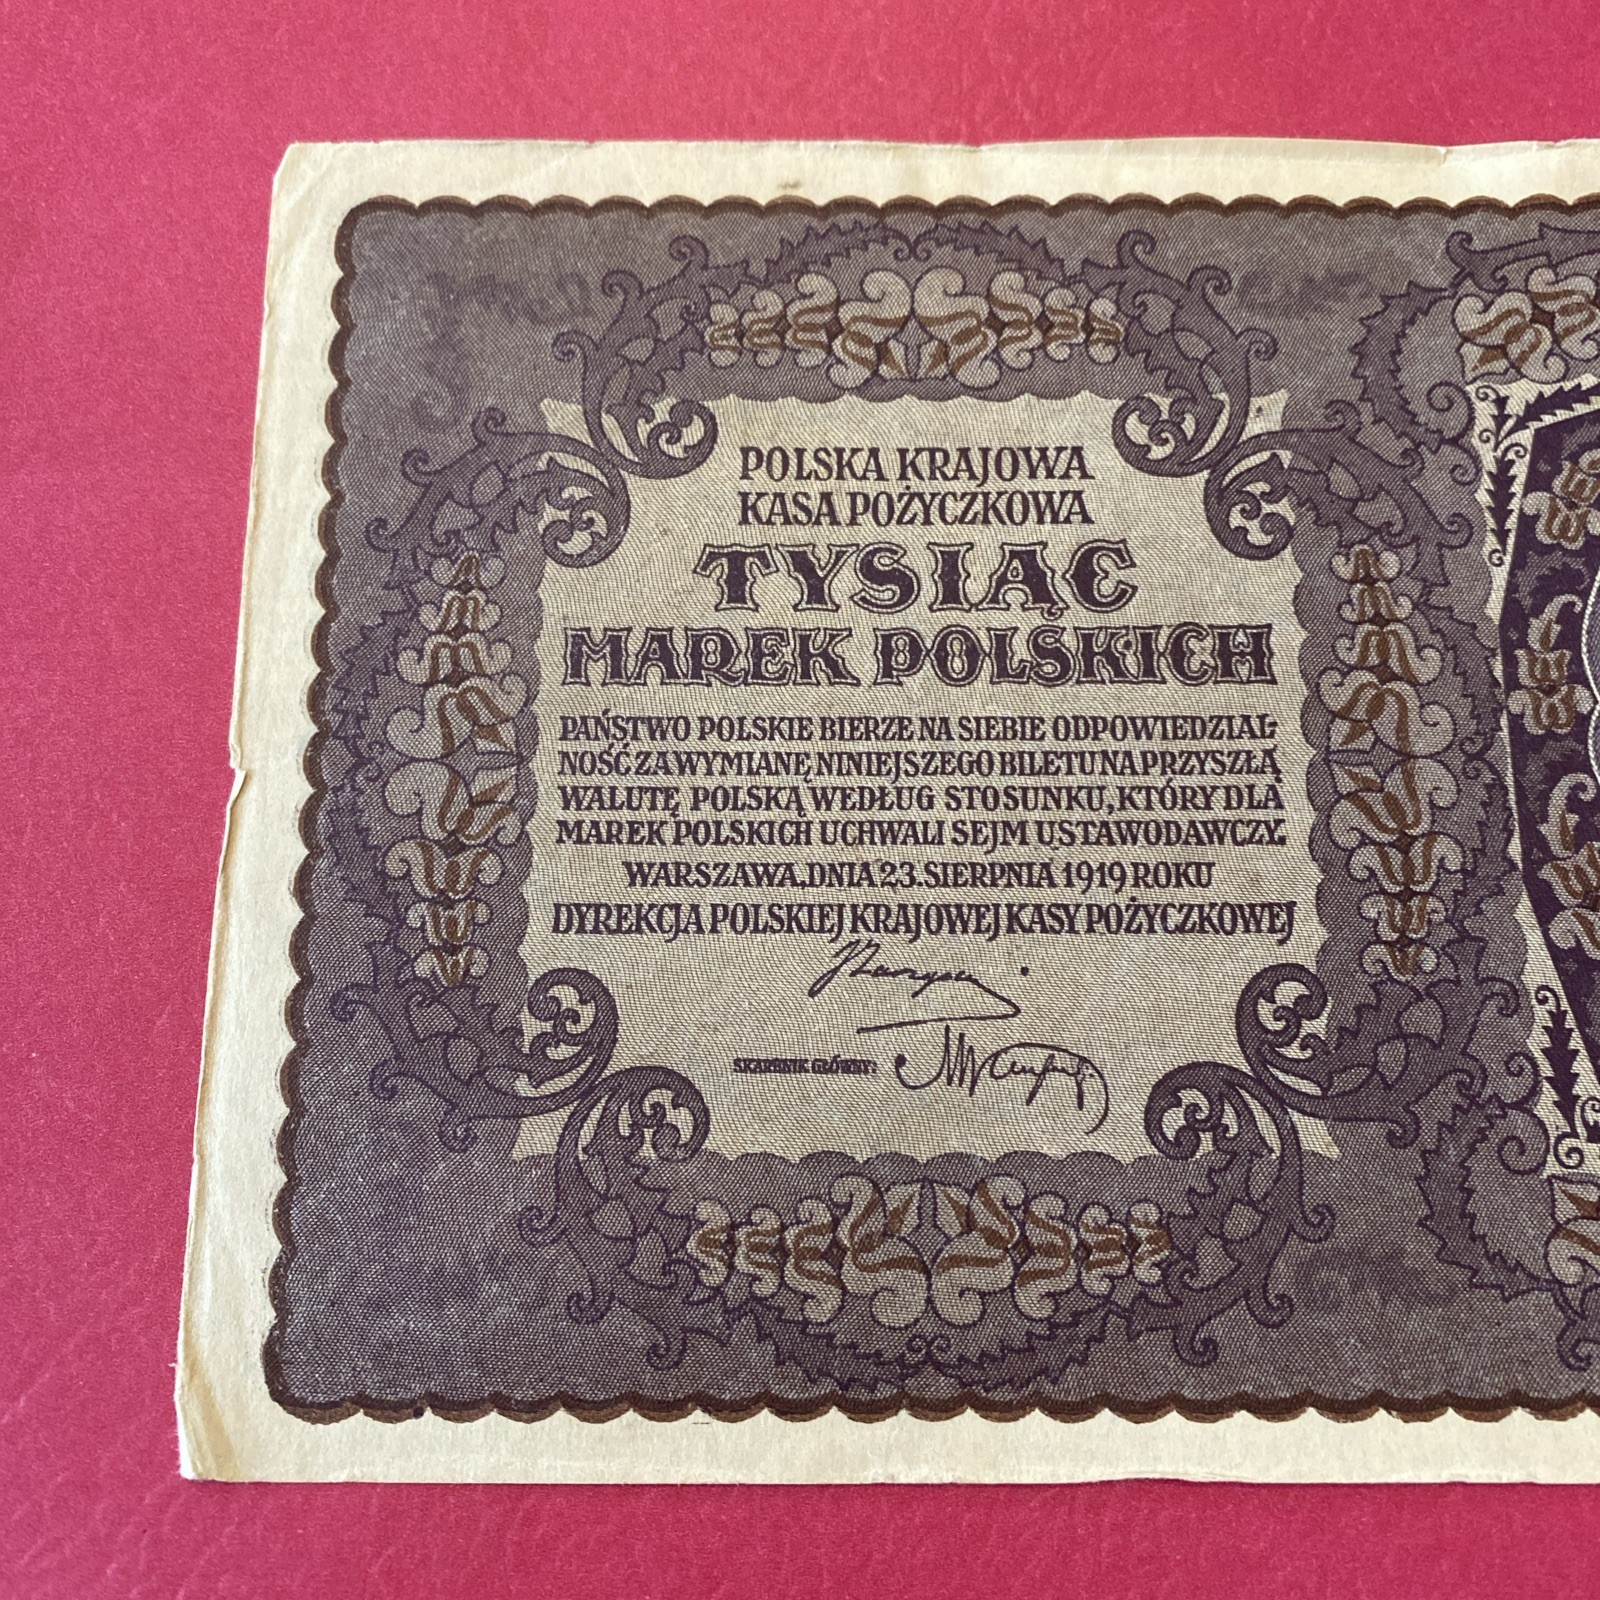 POLSKA KRAJOWA
KASA POŻYCZKOWA
TYSIĄC
MAREK POLSKICH
PAŃSTWO POLSKIE BIERZE NA SIEBIE ODPOWIEDZIAL-
NOŚĆ ZA WYMIANĘ NINIEJSZEGO BILETU NA PRZYSZŁĄ
WALUTĘ POLSKĄ WEDŁUG STOSUNKU, KTÓRY DLA
MAREK POLSKICH UCHWALI SEJM USTAWODAWCZY.
WARSZAWA, DNIA 23. SIERPNIA 1919 ROKU
DYREKCJA POLSKIEJ KRAJOWEJ KASY POŻYCZKOWEJ
SKARBNIK GŁÓWNY: